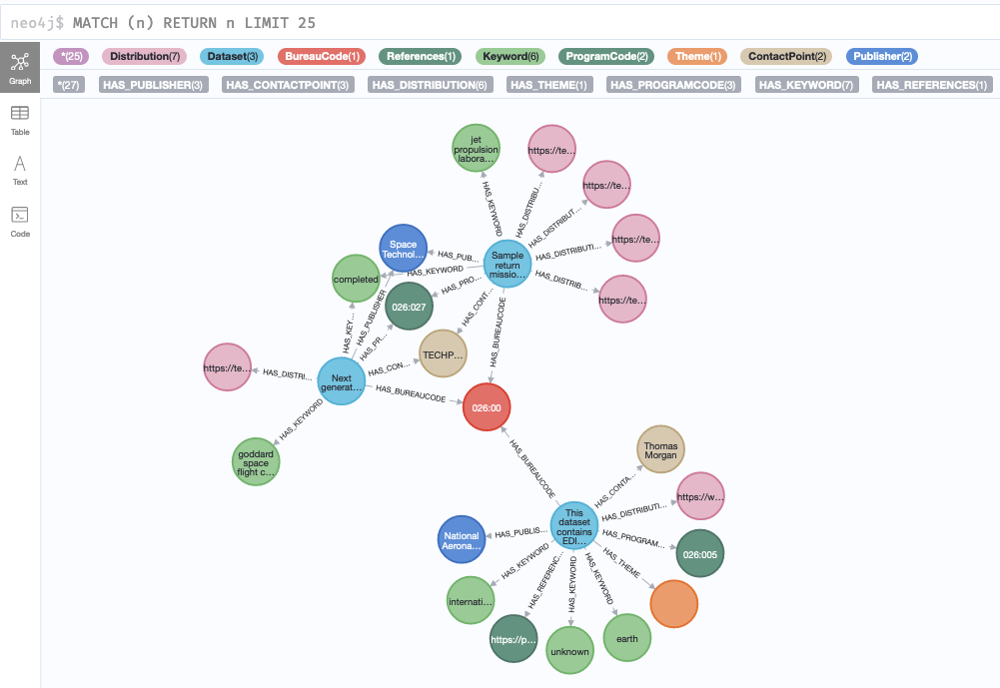 neo4j$ MATCH (n) RETURN n LIMIT 25
Graph
*(25) Distribution(7) Dataset(3) BureauCode(1) References(1) Keyword(6) ProgramCode(2) Theme(1) ContactPoint(2) Publisher(2)
*(27) HAS_PUBLISHER(3) HAS_CONTACTPOINT(3) HAS_DISTRIBUTION(6) HAS_THEME(1) HAS_PROGRAMCODE(3) HAS_KEYWORD(7) HAS_REFERENCES(1)
Table
Text
Code
jet
propulsion
labora...
https://te...
https://te...
https://te...
https://te...
HAS_KEYWORD
HAS_DISTRIBU...
HAS_DISTRIBUT...
HAS_DISTRIBUTI...
HAS_DISTRIB...
Space
Technol...
HAS_PUB...
Sample
return
missio...
completed
HAS_KEYWORD
HAS_PRO...
026:027
HAS_CONT...
HAS_BUREAUCODE
HAS_KEY...
HAS_PUBLISHER
HAS_PR...
TECHP...
https://te...
HAS_DISTRI...
Next
generat...
HAS_CON...
HAS_BUREAUCODE
026:00
HAS_KEYWORD
goddard
space
flight c...
HAS_BUREAUCODE
Thomas
Morgan
HAS_CONTA...
https://w...
HAS_DISTRIBUTI...
This
dataset
contains
EDI...
National
Aerona...
HAS_PUBLIS...
HAS_PROGRAM...
026:005
HAS_KEYWORD
HAS_REFERENC...
HAS_KEYWORD
HAS_KEYWORD
HAS_THEME
internati...
https://p...
unknown
earth